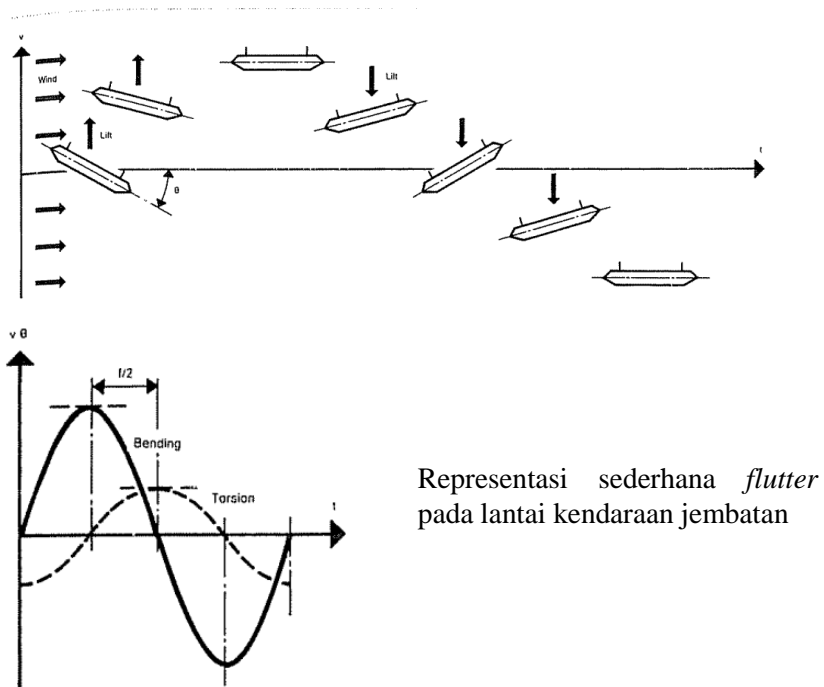 v
Wind
Lift
Lift
t
θ
v θ
f/2
Bending
Torsion
t
Representasi sederhana flutter
pada lantai kendaraan jembatan